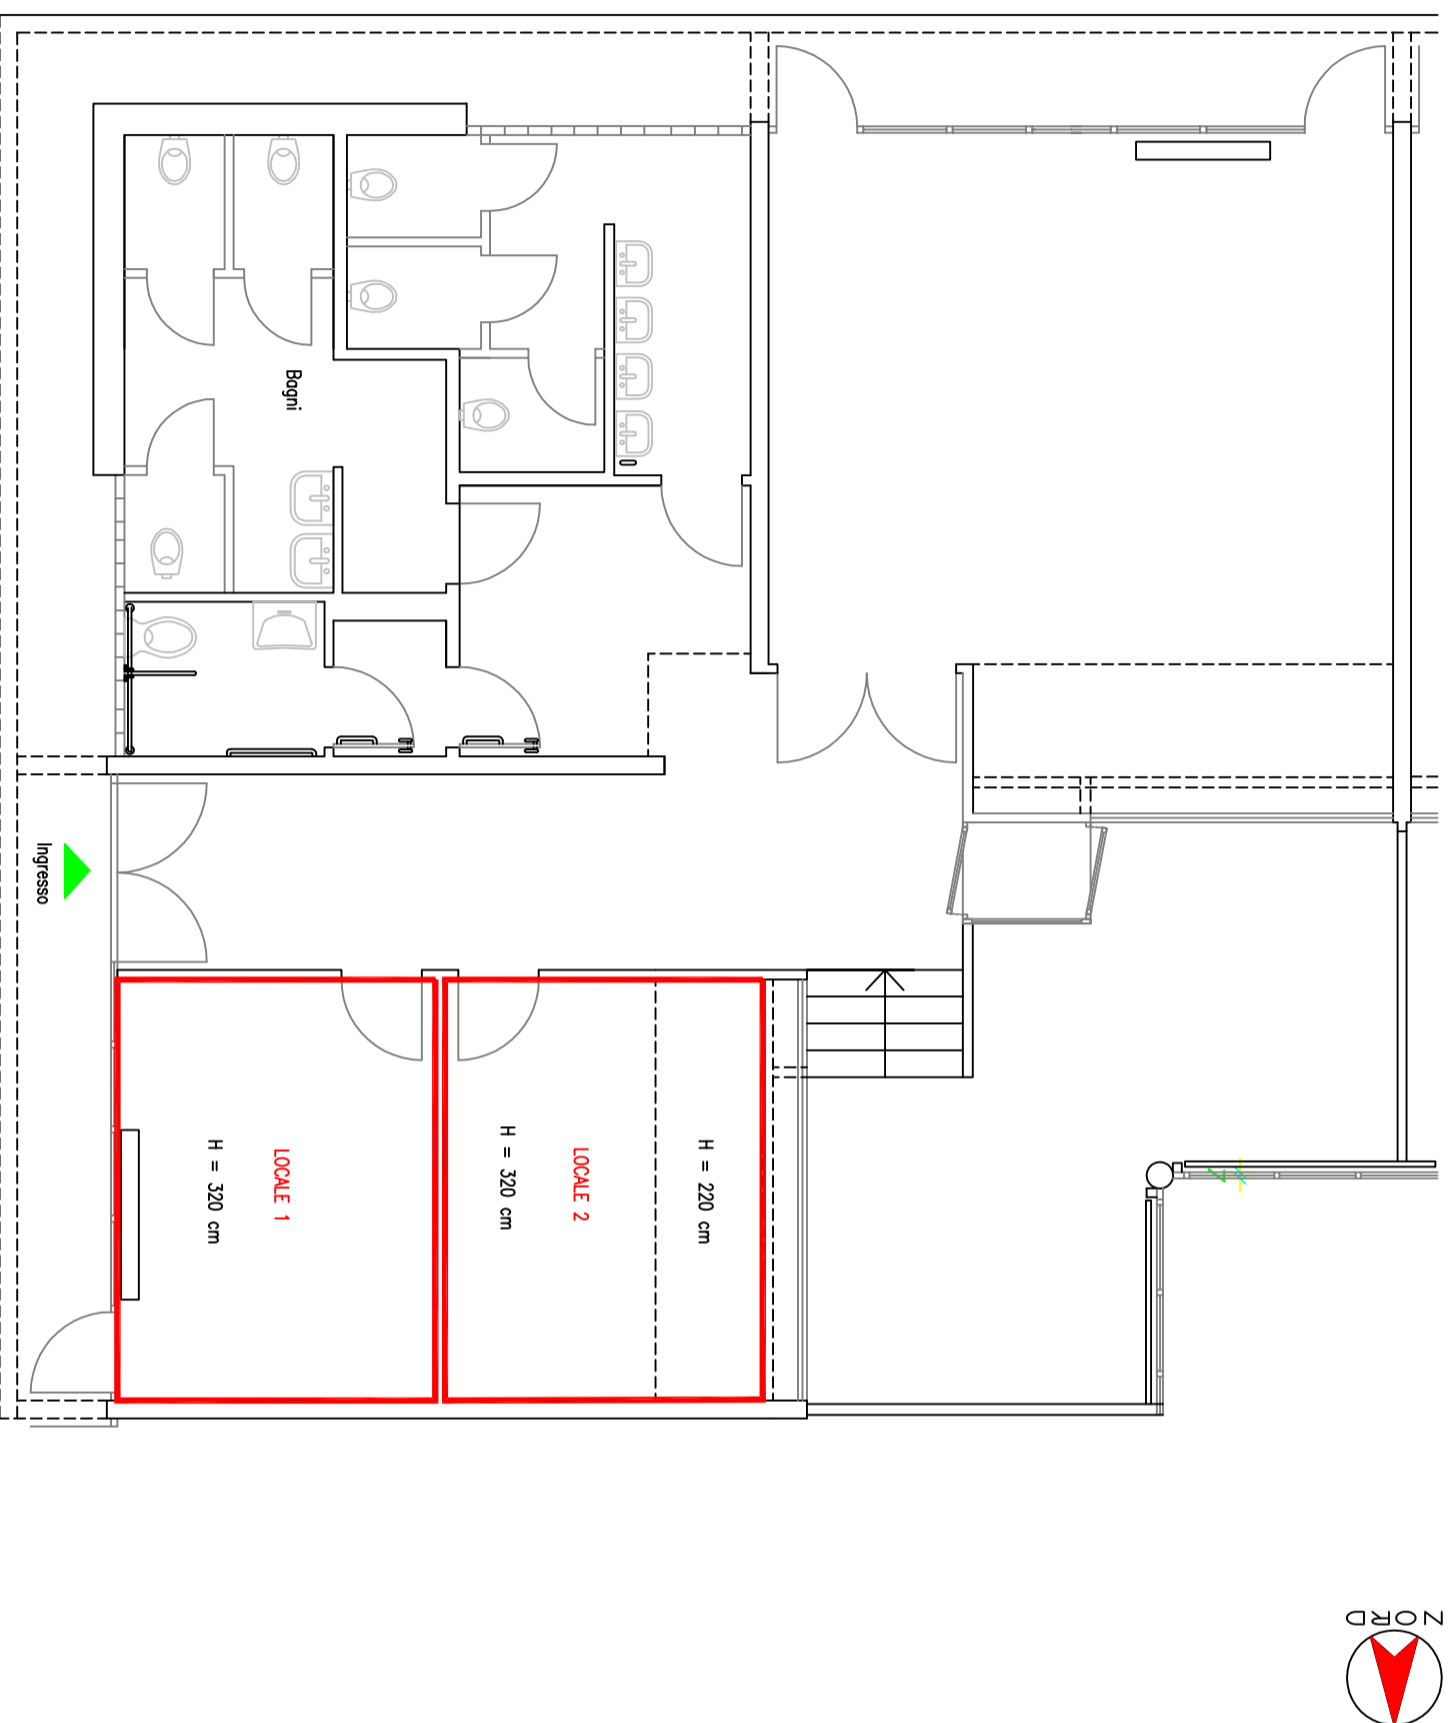 NORD
H = 220 cm
LOCALE 2
H = 320 cm
Bagni
LOCALE 1
H = 320 cm
Ingresso